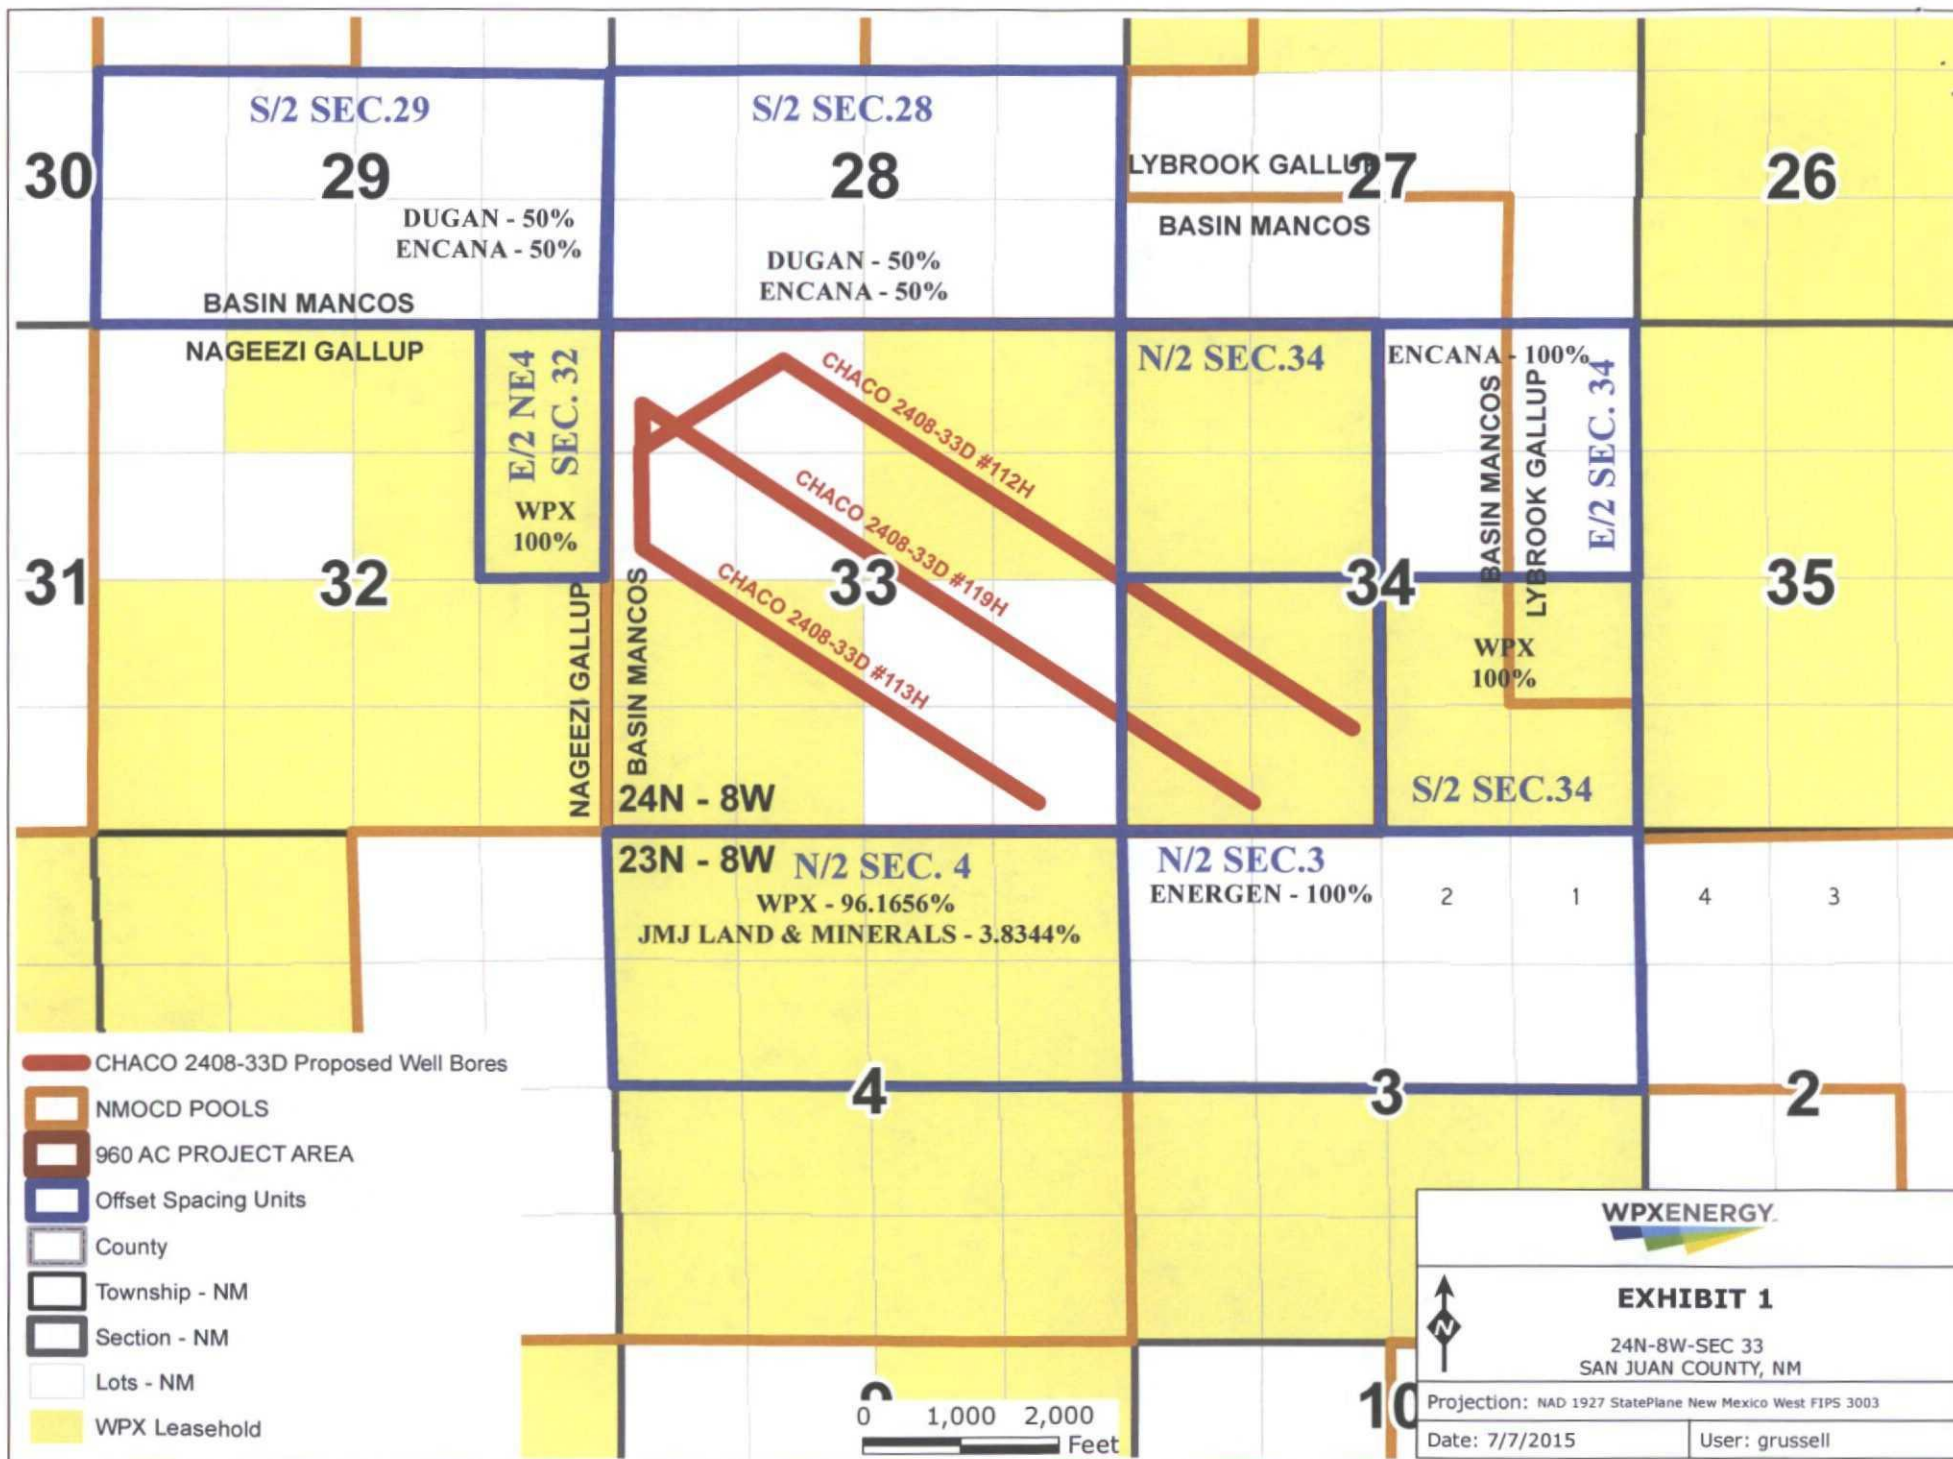 S/2 SEC.29
S/2 SEC.28
30
29
28
LYBROOK GALLUP
27
26
BASIN MANCOS
DUGAN - 50%
ENCANA - 50%
DUGAN - 50%
ENCANA - 50%
BASIN MANCOS
NAGEEZI GALLUP
E/2 NE4
SEC. 32
WPX
100%
CHACO 2408-33D #112H
CHACO 2408-33D #119H
CHACO 2408-33D #113H
N/2 SEC.34
ENCANA - 100%
BASIN MANCOS
LYBROOK GALLUP
E/2 SEC. 34
31
32
33
34
35
NAGEEZI GALLUP
BASIN MANCOS
WPX
100%
S/2 SEC.34
24N - 8W
23N - 8W
N/2 SEC. 4
WPX - 96.1656%
JMJ LAND & MINERALS - 3.8344%
N/2 SEC.3
ENERGEN - 100%
2
1
4
3
4
3
2
CHACO 2408-33D Proposed Well Bores
NMOCD POOLS
960 AC PROJECT AREA
Offset Spacing Units
County
Township - NM
Section - NM
Lots - NM
WPX Leasehold
0 1,000 2,000
Feet
10
WPXENERGY
N
EXHIBIT 1
24N-8W-SEC 33
SAN JUAN COUNTY, NM
Projection: NAD 1927 StatePlane New Mexico West FIPS 3003
Date: 7/7/2015
User: grussell